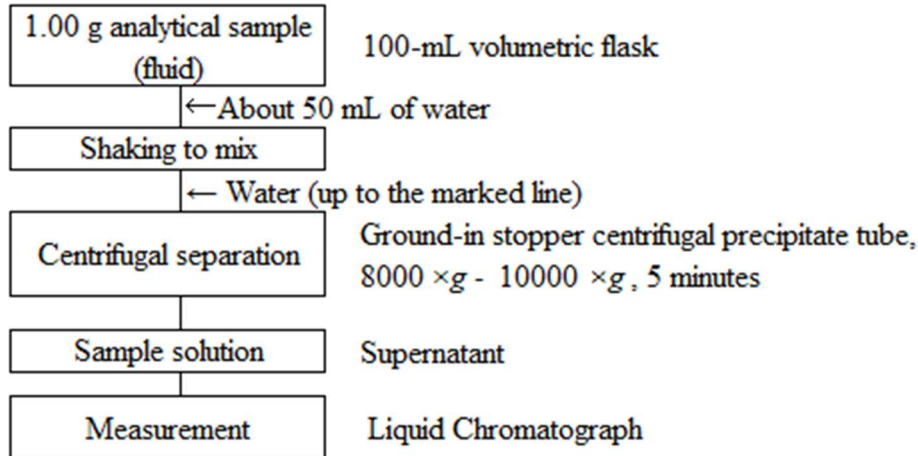 1.00 g analytical sample
(fluid)
100-mL volumetric flask
←About 50 mL of water
Shaking to mix
← Water (up to the marked line)
Centrifugal separation
Ground-in stopper centrifugal precipitate tube,
8000 ×g - 10000 ×g, 5 minutes
Sample solution
Supernatant
Measurement
Liquid Chromatograph